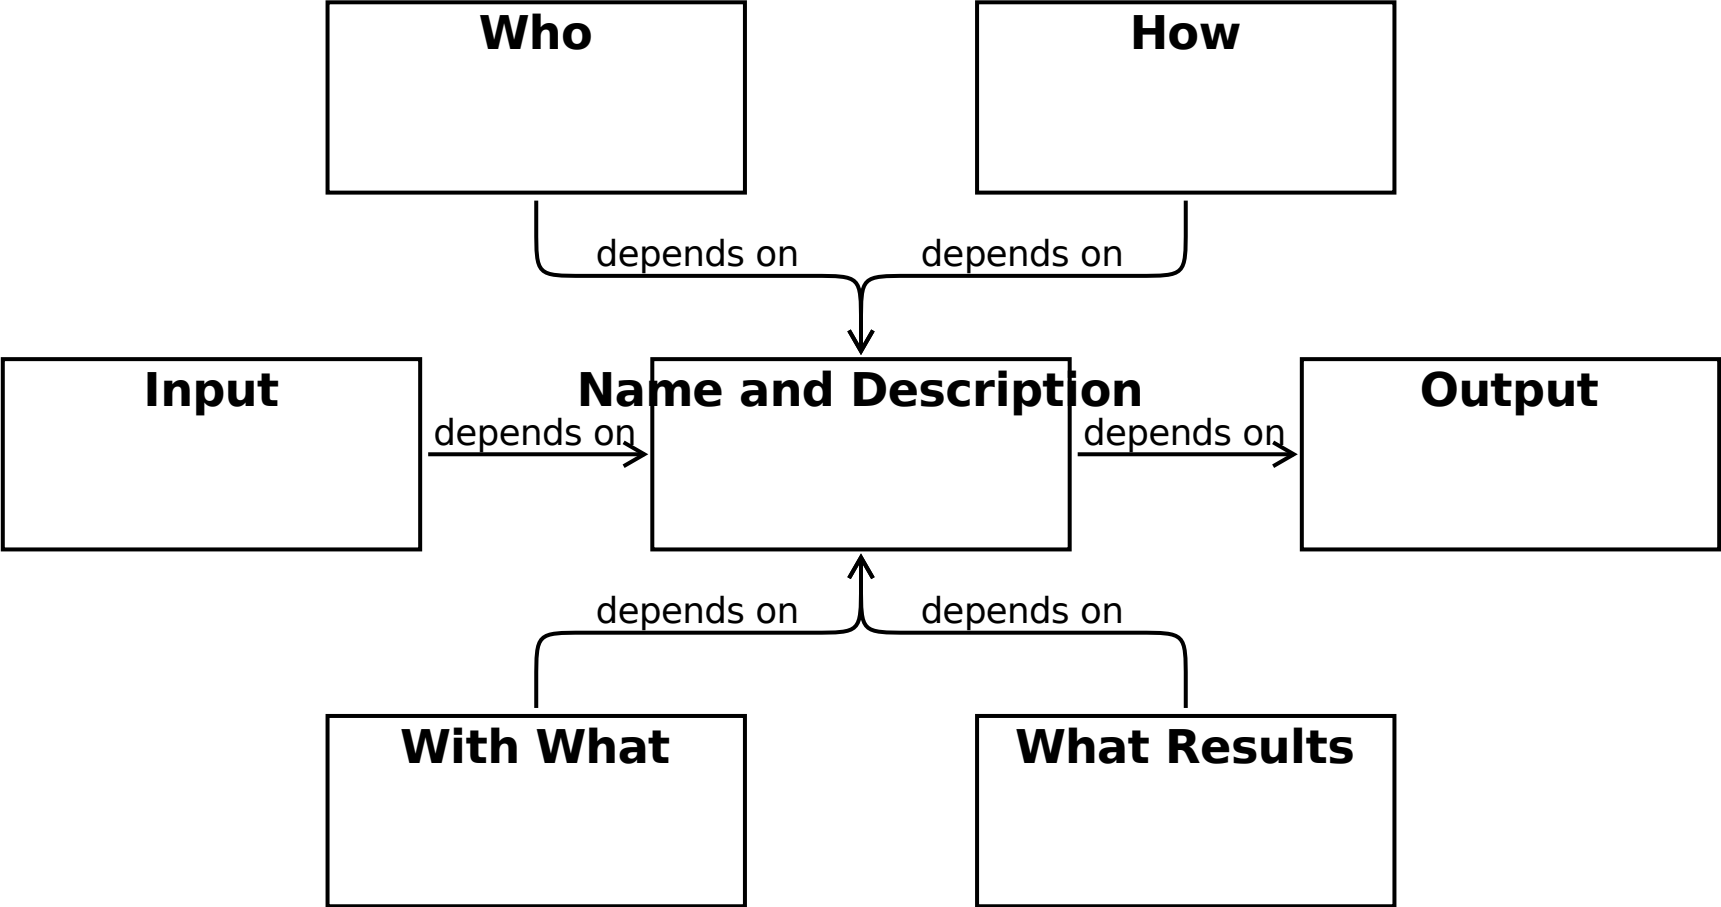 Who
How
depends on
depends on
Input
Name and Description
Output
depends on
depends on
depends on
depends on
With What
What Results